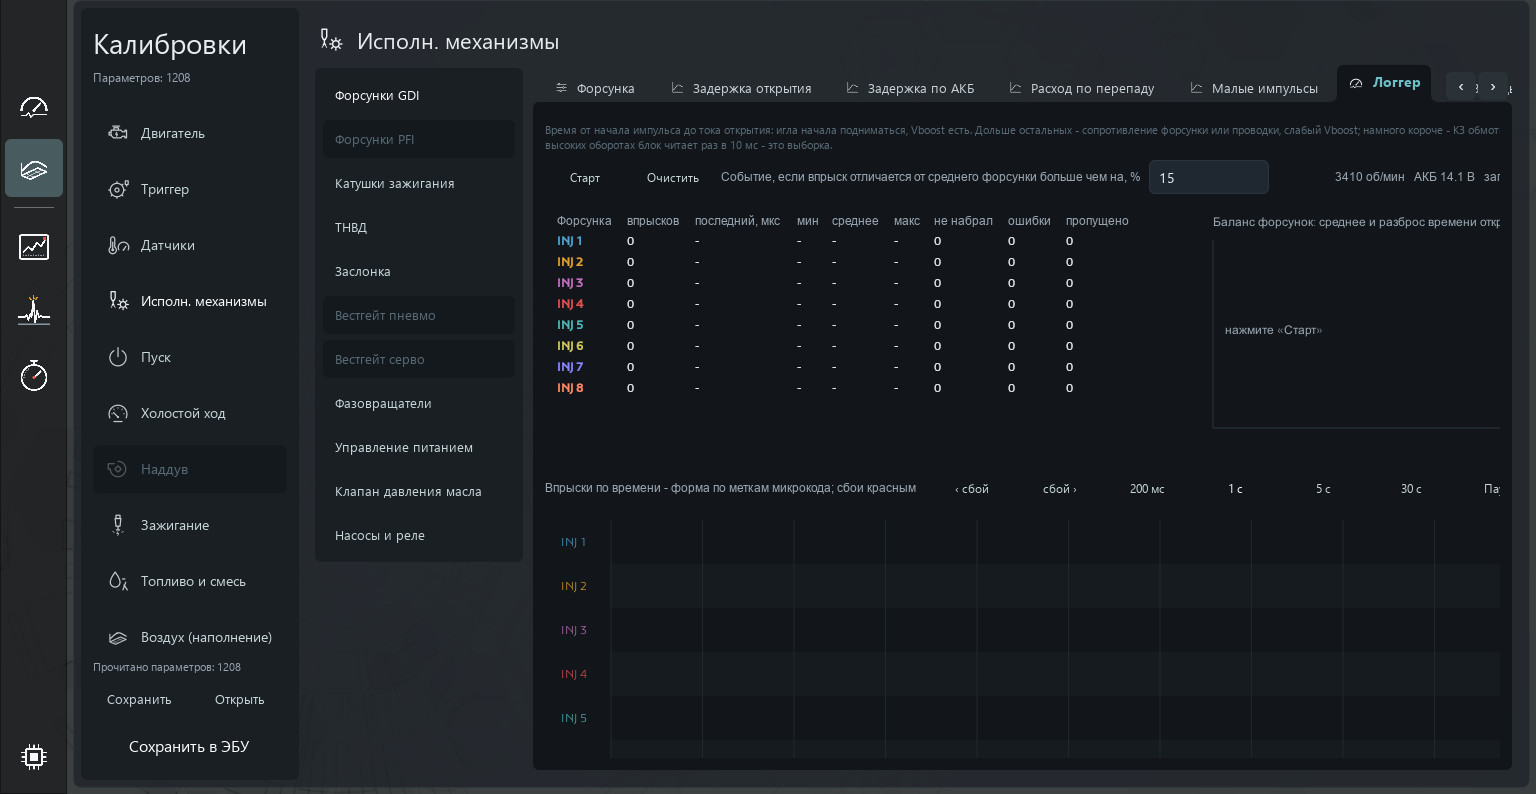 Калибровки
Параметров: 1208
Двигатель
Триггер
Датчики
Исполн. механизмы
Пуск
Холостой ход
Наддув
Зажигание
Топливо и смесь
Воздух (наполнение)
Прочитано параметров: 1208
Сохранить Открыть
Сохранить в ЭБУ
Исполн. механизмы
Форсунки GDI
Форсунки PFI
Катушки зажигания
ТНВД
Заслонка
Вестгейт пневмо
Вестгейт серво
Фазовращатели
Управление питанием
Клапан давления масла
Насосы и реле
Форсунка Задержка открытия Задержка по АКБ Расход по перепаду Малые импульсы Логгер ‹ ›
Время от начала импульса до тока открытия: игла начала подниматься, Vboost есть. Дольше остальных - сопротивление форсунки или проводки, слабый Vboost; намного короче - КЗ обмот
высоких оборотах блок читает раз в 10 мс - это выборка.
Старт Очистить Событие, если впрыск отличается от среднего форсунки больше чем на, % 15 3410 об/мин АКБ 14.1 В
Форсунка впрысков последний, мкс мин среднее макс не набрал ошибки пропущено
INJ 1 0 - - - - 0 0 0
INJ 2 0 - - - - 0 0 0
INJ 3 0 - - - - 0 0 0
INJ 4 0 - - - - 0 0 0
INJ 5 0 - - - - 0 0 0
INJ 6 0 - - - - 0 0 0
INJ 7 0 - - - - 0 0 0
INJ 8 0 - - - - 0 0 0
Баланс форсунок: среднее и разброс времени откр
нажмите «Старт»
Впрыски по времени - форма по меткам микрокода; сбои красным ‹ сбой сбой › 200 мс 1 с 5 с 30 с
INJ 1
INJ 2
INJ 3
INJ 4
INJ 5